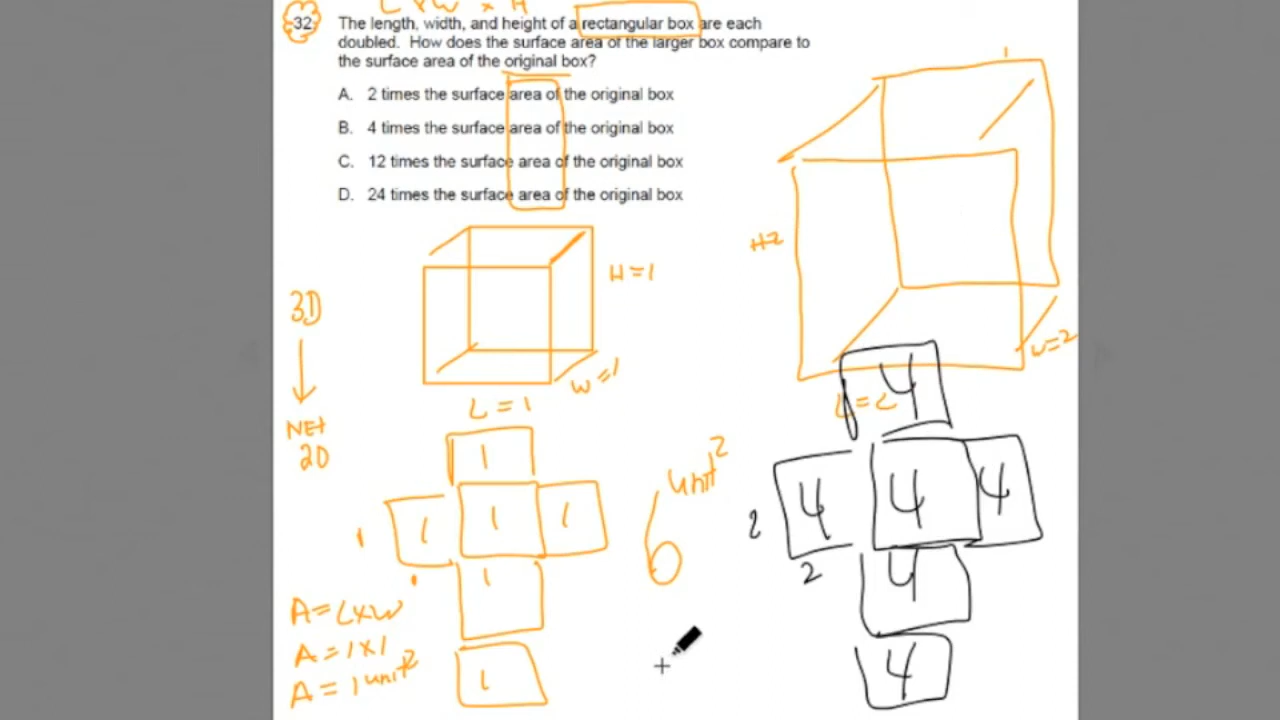 L x W x H
32. The length, width, and height of a rectangular box are each
doubled. How does the surface area of the larger box compare to
the surface area of the original box?
A. 2 times the surface area of the original box
B. 4 times the surface area of the original box
C. 12 times the surface area of the original box
D. 24 times the surface area of the original box
H=1
W=1
L=1
H=2
W=2
L=2
3D
NET
2D
1
1 1 1
1
1
1
1
6 unit²
A=LxW
A=1x1
A=1 unit²
4
4 4 4
4
4
2
2